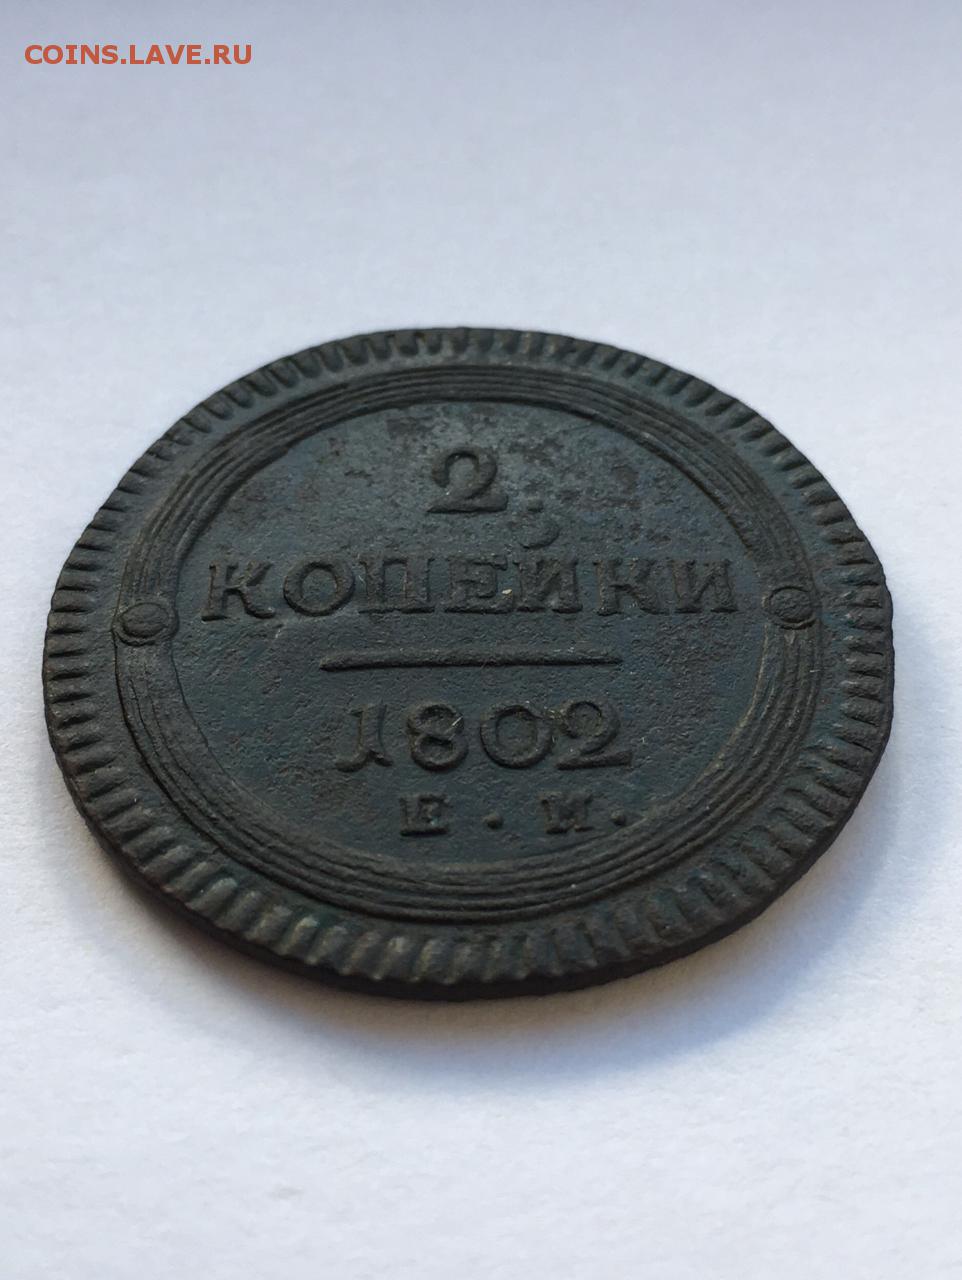 COINS.LAVE.RU
2.
КОПЕЙКИ
1802
Е. М.